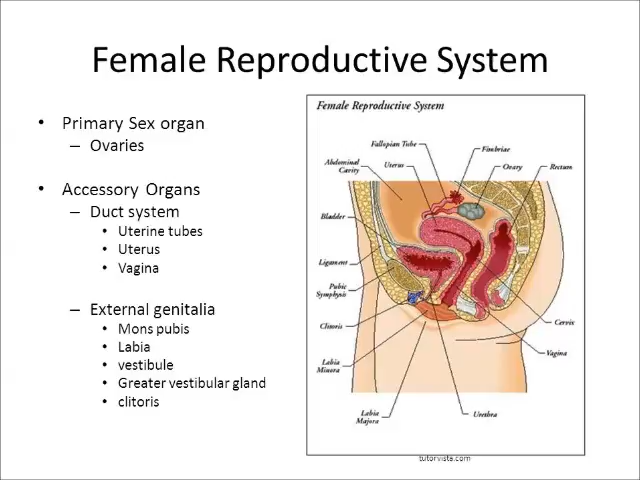 Female Reproductive System
• Primary Sex organ
– Ovaries
• Accessory Organs
– Duct system
• Uterine tubes
• Uterus
• Vagina
– External genitalia
• Mons pubis
• Labia
• vestibule
• Greater vestibular gland
• clitoris
Female Reproductive System
Fallopian Tube
Fimbriae
Abdominal
Cavity
Uterus
Ovary
Rectum
Bladder
Ligament
Pubic
Symphysis
Clitoris
Cervix
Labia
Minora
Vagina
Labia
Majora
Urethra
tutorvista.com